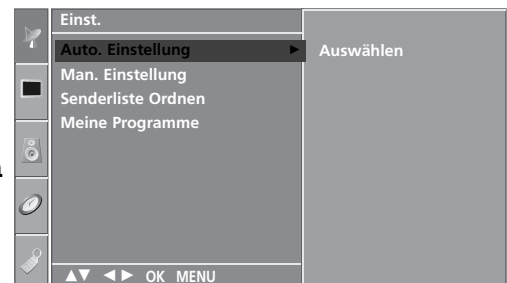 Einst.
Auto. Einstellung ► Auswählen
Man. Einstellung
Senderliste Ordnen
Meine Programme
▲▼ ◄► OK MENU